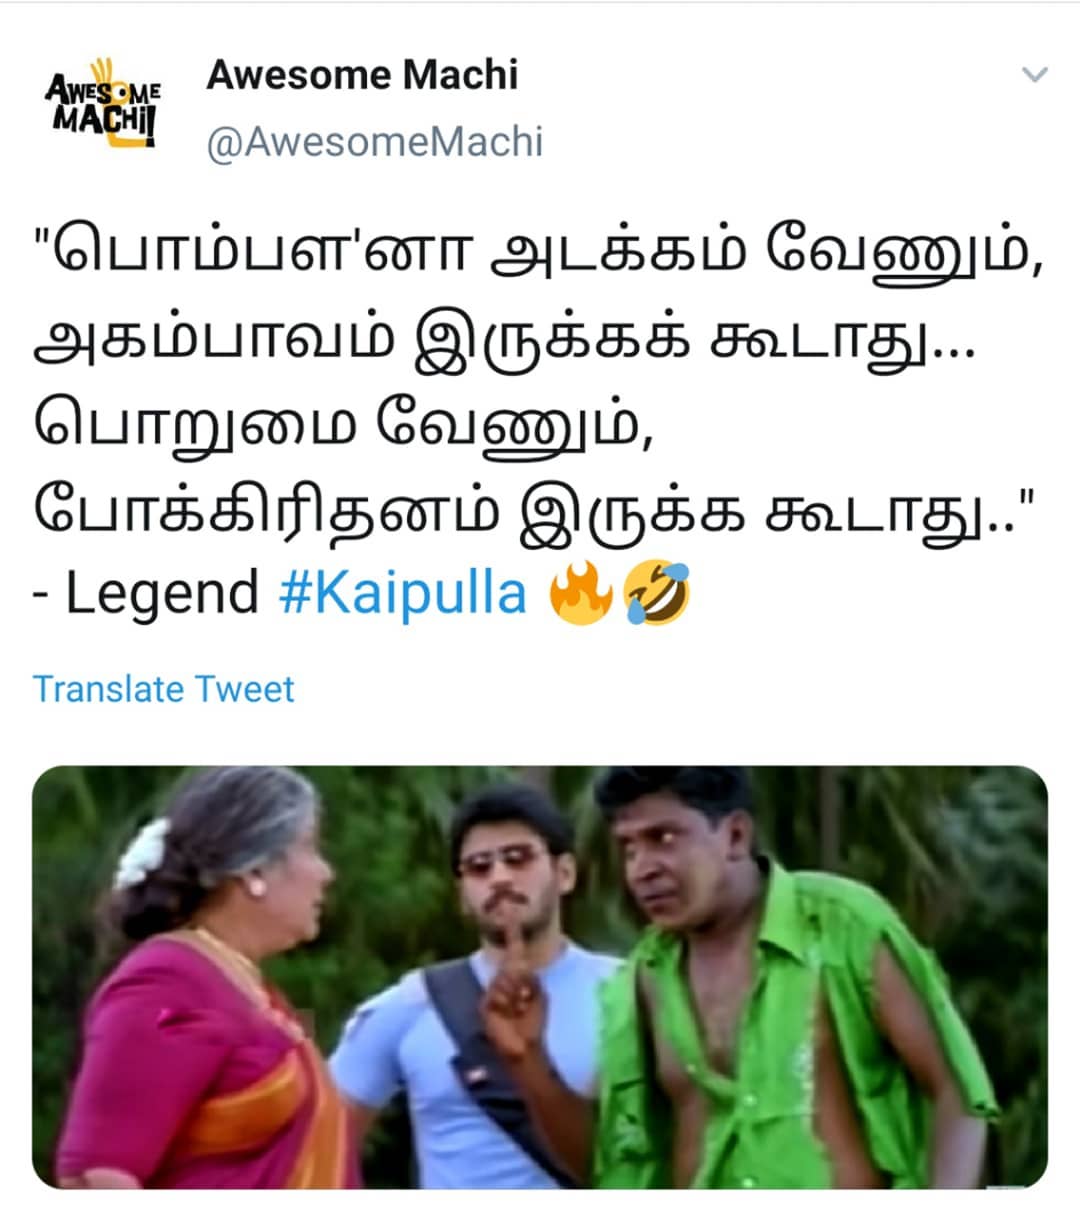 AWESOME
MACHi!
Awesome Machi
@AwesomeMachi
"பொம்பள'னா அடக்கம் வேணும்,
அகம்பாவம் இருக்கக் கூடாது...
பொறுமை வேணும்,
போக்கிரிதனம் இருக்க கூடாது.."
- Legend #Kaipulla 🔥🤣
Translate Tweet